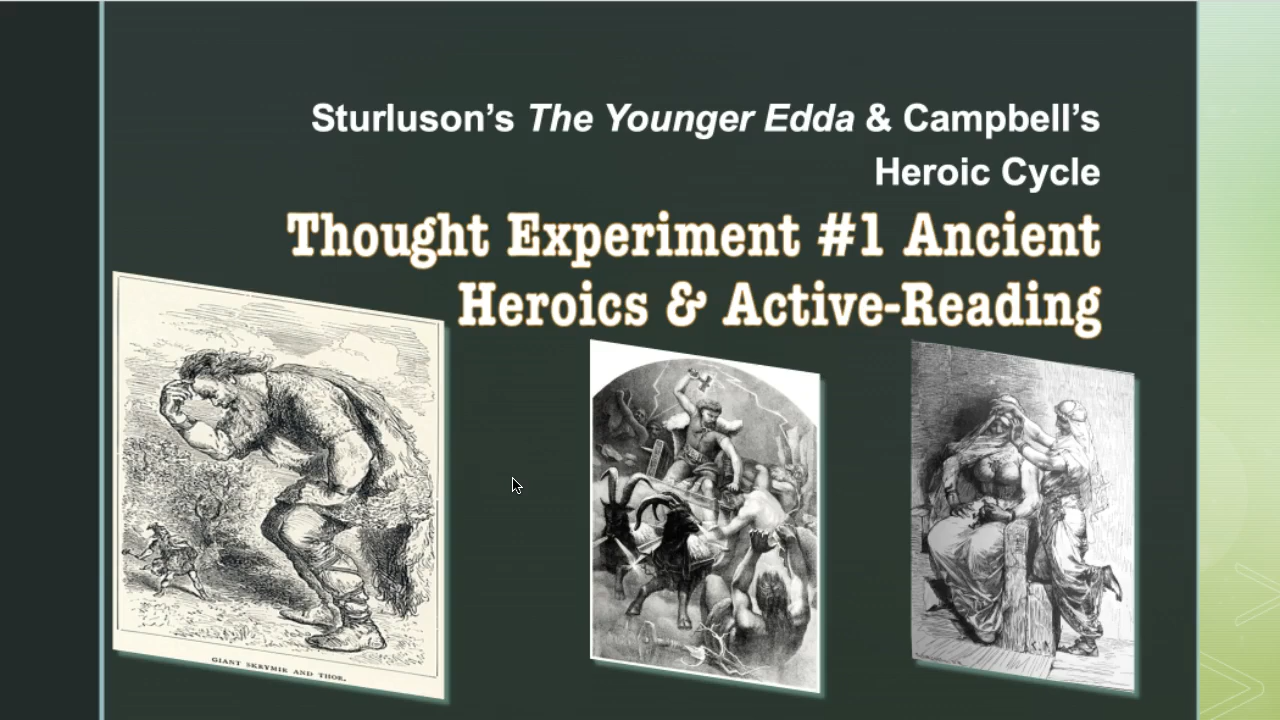 Sturluson’s The Younger Edda & Campbell’s
Heroic Cycle
Thought Experiment #1 Ancient
Heroics & Active-Reading
GIANT SKRYMIR AND THOR.